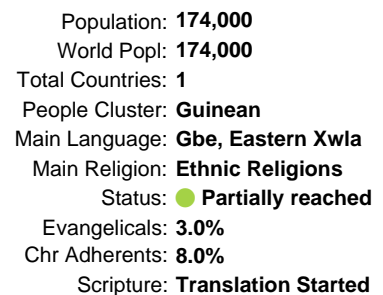 Population: 174,000
World Popl: 174,000
Total Countries: 1
People Cluster: Guinean
Main Language: Gbe, Eastern Xwla
Main Religion: Ethnic Religions
Status: Partially reached
Evangelicals: 3.0%
Chr Adherents: 8.0%
Scripture: Translation Started